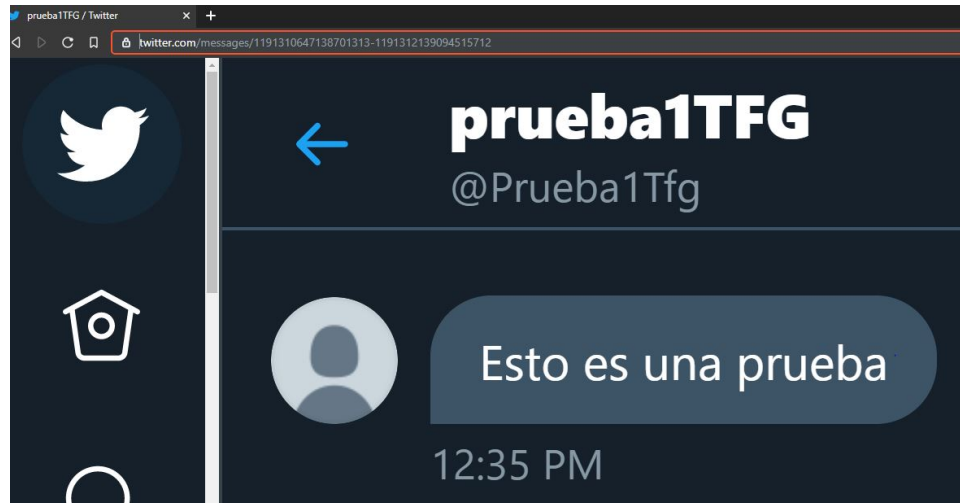 prueba1TFG / Twitter
twitter.com/messages/1191310647138701313-1191312139094515712
prueba1TFG
@Prueba1Tfg
Esto es una prueba
12:35 PM